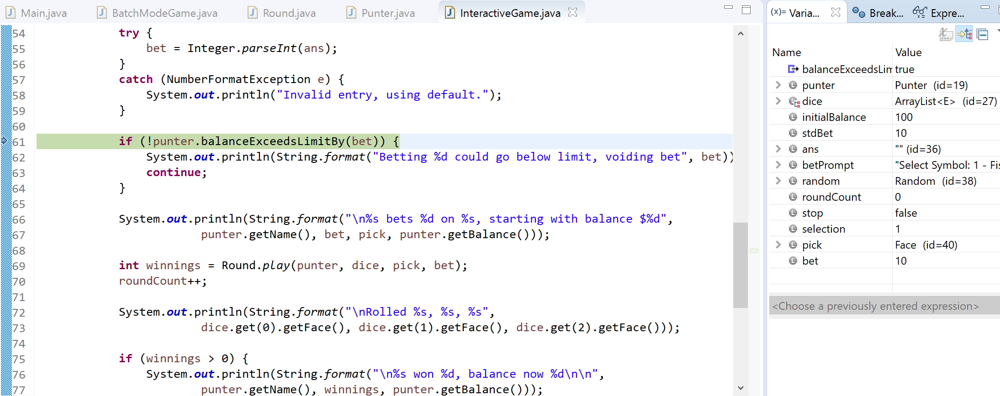 Main.java BatchModeGame.java Round.java Punter.java InteractiveGame.java
54 try {
55 bet = Integer.parseInt(ans);
56 }
57 catch (NumberFormatException e) {
58 System.out.println("Invalid entry, using default.");
59 }
60
61 if (!punter.balanceExceedsLimitBy(bet)) {
62 System.out.println(String.format("Betting %d could go below limit, voiding bet", bet))
63 continue;
64 }
65
66 System.out.println(String.format("\n%s bets %d on %s, starting with balance $%d",
67 punter.getName(), bet, pick, punter.getBalance()));
68
69 int winnings = Round.play(punter, dice, pick, bet);
70 roundCount++;
71
72 System.out.println(String.format("\nRolled %s, %s, %s",
73 dice.get(0).getFace(), dice.get(1).getFace(), dice.get(2).getFace()));
74
75 if (winnings > 0) {
76 System.out.println(String.format("\n%s won %d, balance now %d\n\n",
77 punter.getName(), winnings, punter.getBalance()));
(x)= Varia... Break... Expre...
Name Value
balanceExceedsLim true
punter Punter (id=19)
dice ArrayList<E> (id=27)
initialBalance 100
stdBet 10
ans "" (id=36)
betPrompt "Select Symbol: 1 - Fis
random Random (id=38)
roundCount 0
stop false
selection 1
pick Face (id=40)
bet 10
<Choose a previously entered expression>